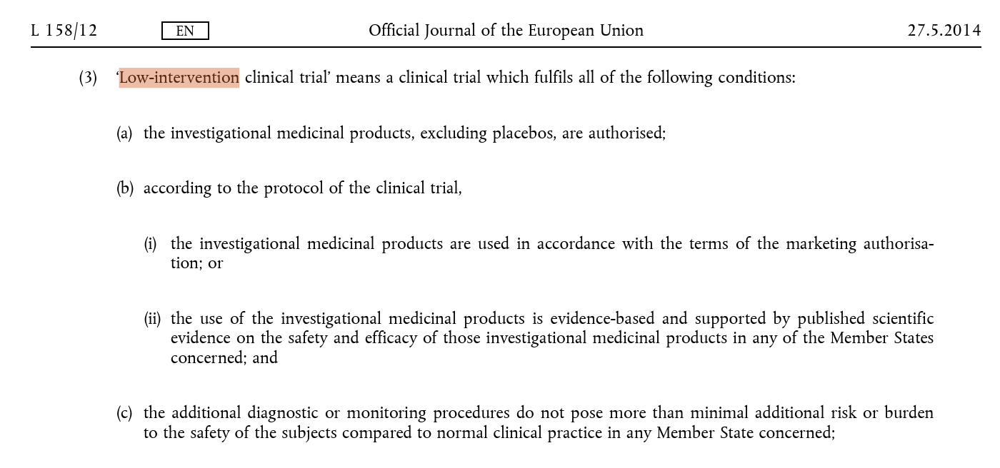 L 158/12 EN Official Journal of the European Union 27.5.2014
(3) ‘Low-intervention clinical trial’ means a clinical trial which fulfils all of the following conditions:
(a) the investigational medicinal products, excluding placebos, are authorised;
(b) according to the protocol of the clinical trial,
(i) the investigational medicinal products are used in accordance with the terms of the marketing authorisa-
tion; or
(ii) the use of the investigational medicinal products is evidence-based and supported by published scientific
evidence on the safety and efficacy of those investigational medicinal products in any of the Member States
concerned; and
(c) the additional diagnostic or monitoring procedures do not pose more than minimal additional risk or burden
to the safety of the subjects compared to normal clinical practice in any Member State concerned;